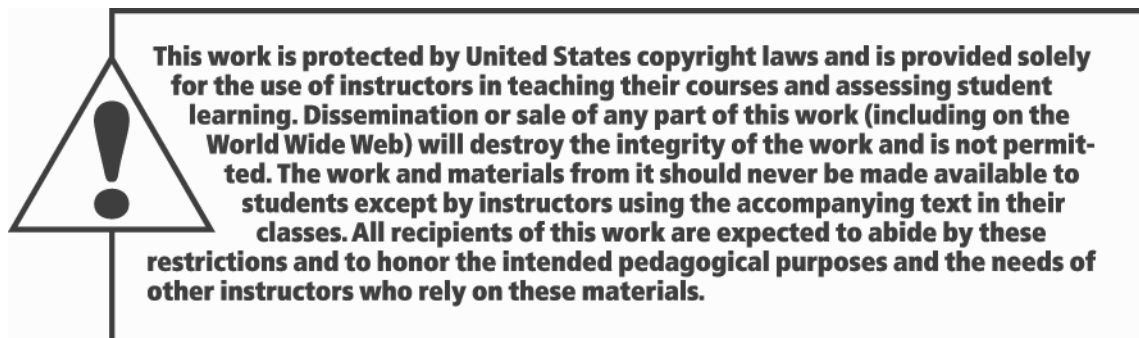 This work is protected by United States copyright laws and is provided solely
for the use of instructors in teaching their courses and assessing student
learning. Dissemination or sale of any part of this work (including on the
World Wide Web) will destroy the integrity of the work and is not permit-
ted. The work and materials from it should never be made available to
students except by instructors using the accompanying text in their
classes. All recipients of this work are expected to abide by these
restrictions and to honor the intended pedagogical purposes and the needs of
other instructors who rely on these materials.